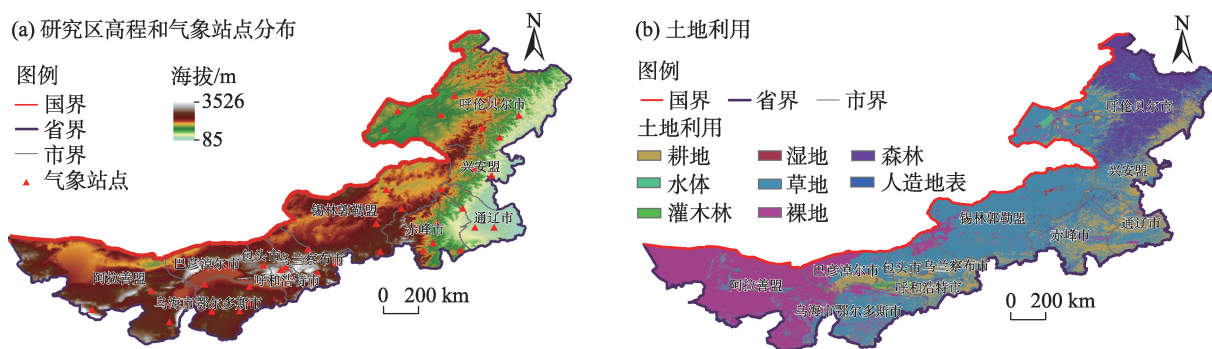 (a) 研究区高程和气象站点分布
N
图例
海拔/m
国界
3526
省界
85
市界
气象站点
呼伦贝尔市
兴安盟
锡林郭勒盟
通辽市
赤峰市
包头市
乌兰察布市
巴彦淖尔市
阿拉善盟
呼和浩特市
乌海市
鄂尔多斯市
0 200 km
(b) 土地利用
N
图例
国界 省界 市界
土地利用
耕地 湿地 森林
水体 草地 人造地表
灌木林 裸地
呼伦贝尔市
兴安盟
锡林郭勒盟
通辽市
赤峰市
巴彦淖尔市
包头市
乌兰察布市
阿拉善盟
呼和浩特市
乌海市
鄂尔多斯市
0 200 km